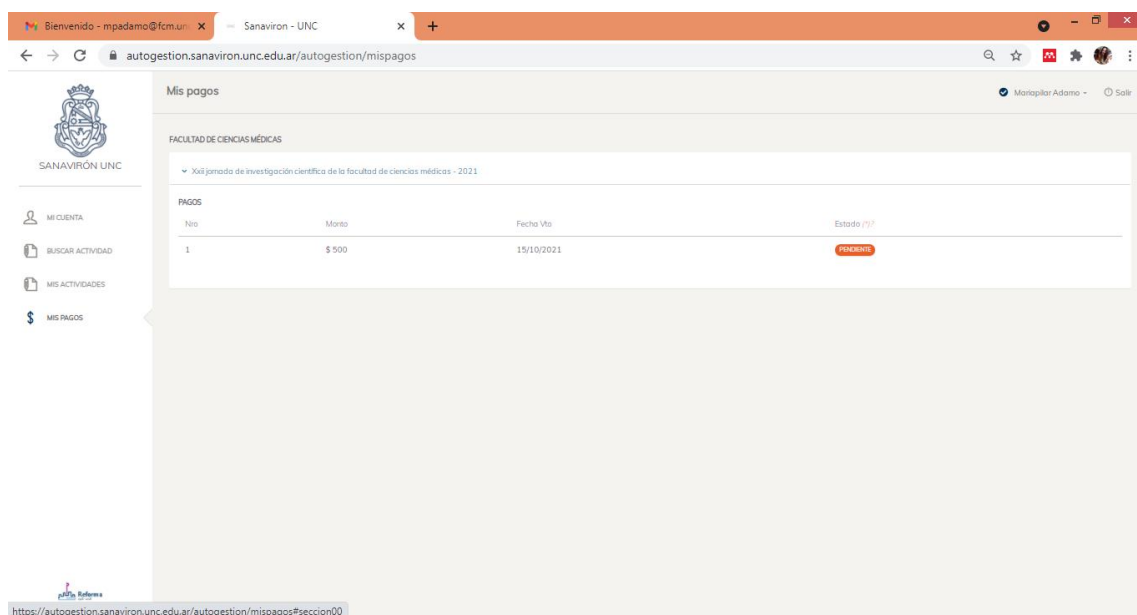 Bienvenido - mpadamo@fcm.un
Sanaviron - UNC
autogestion.sanaviron.unc.edu.ar/autogestion/mispagos
Mis pagos
Mariapilar Adamo
Salir
SANAVIRÓN UNC
MI CUENTA
BUSCAR ACTIVIDAD
MIS ACTIVIDADES
$ MIS PAGOS
FACULTAD DE CIENCIAS MÉDICAS
Xxii jornada de investigación científica de la facultad de ciencias médicas - 2021
PAGOS
Nro Monto Fecha Vto Estado (*)
1 $ 500 15/10/2021 PENDIENTE
Reforma
https://autogestion.sanaviron.unc.edu.ar/autogestion/mispagos#seccion00